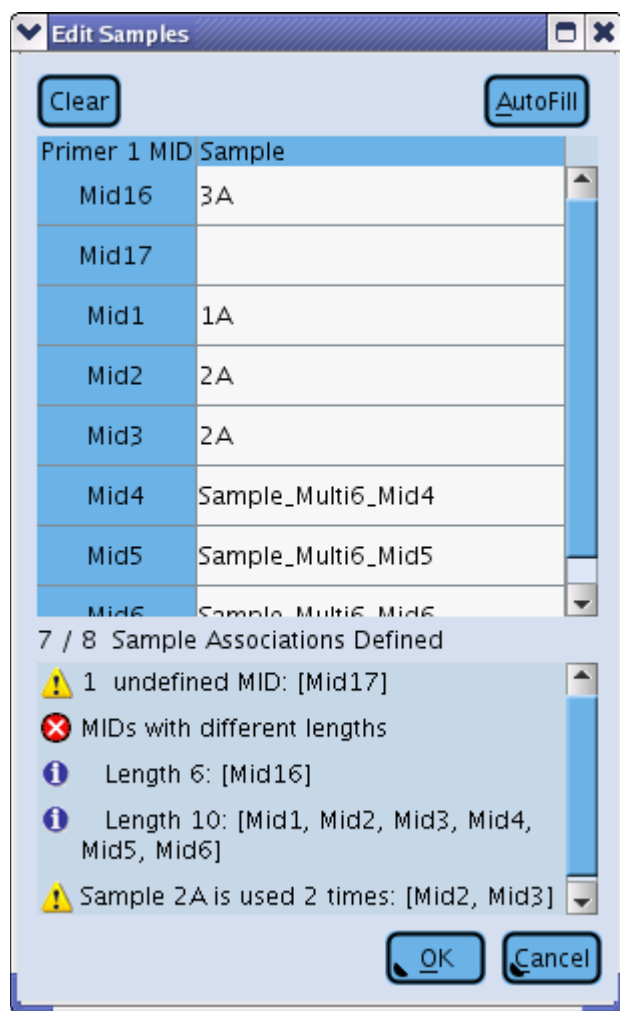 Edit Samples
Clear AutoFill
Primer 1 MID Sample
Mid16 3A
Mid17
Mid1 1A
Mid2 2A
Mid3 2A
Mid4 Sample_Multi6_Mid4
Mid5 Sample_Multi6_Mid5
Mid6 Sample_Multi6_Mid6
7 / 8 Sample Associations Defined
1 undefined MID: [Mid17]
MIDs with different lengths
Length 6: [Mid16]
Length 10: [Mid1, Mid2, Mid3, Mid4,
Mid5, Mid6]
Sample 2A is used 2 times: [Mid2, Mid3]
OK Cancel